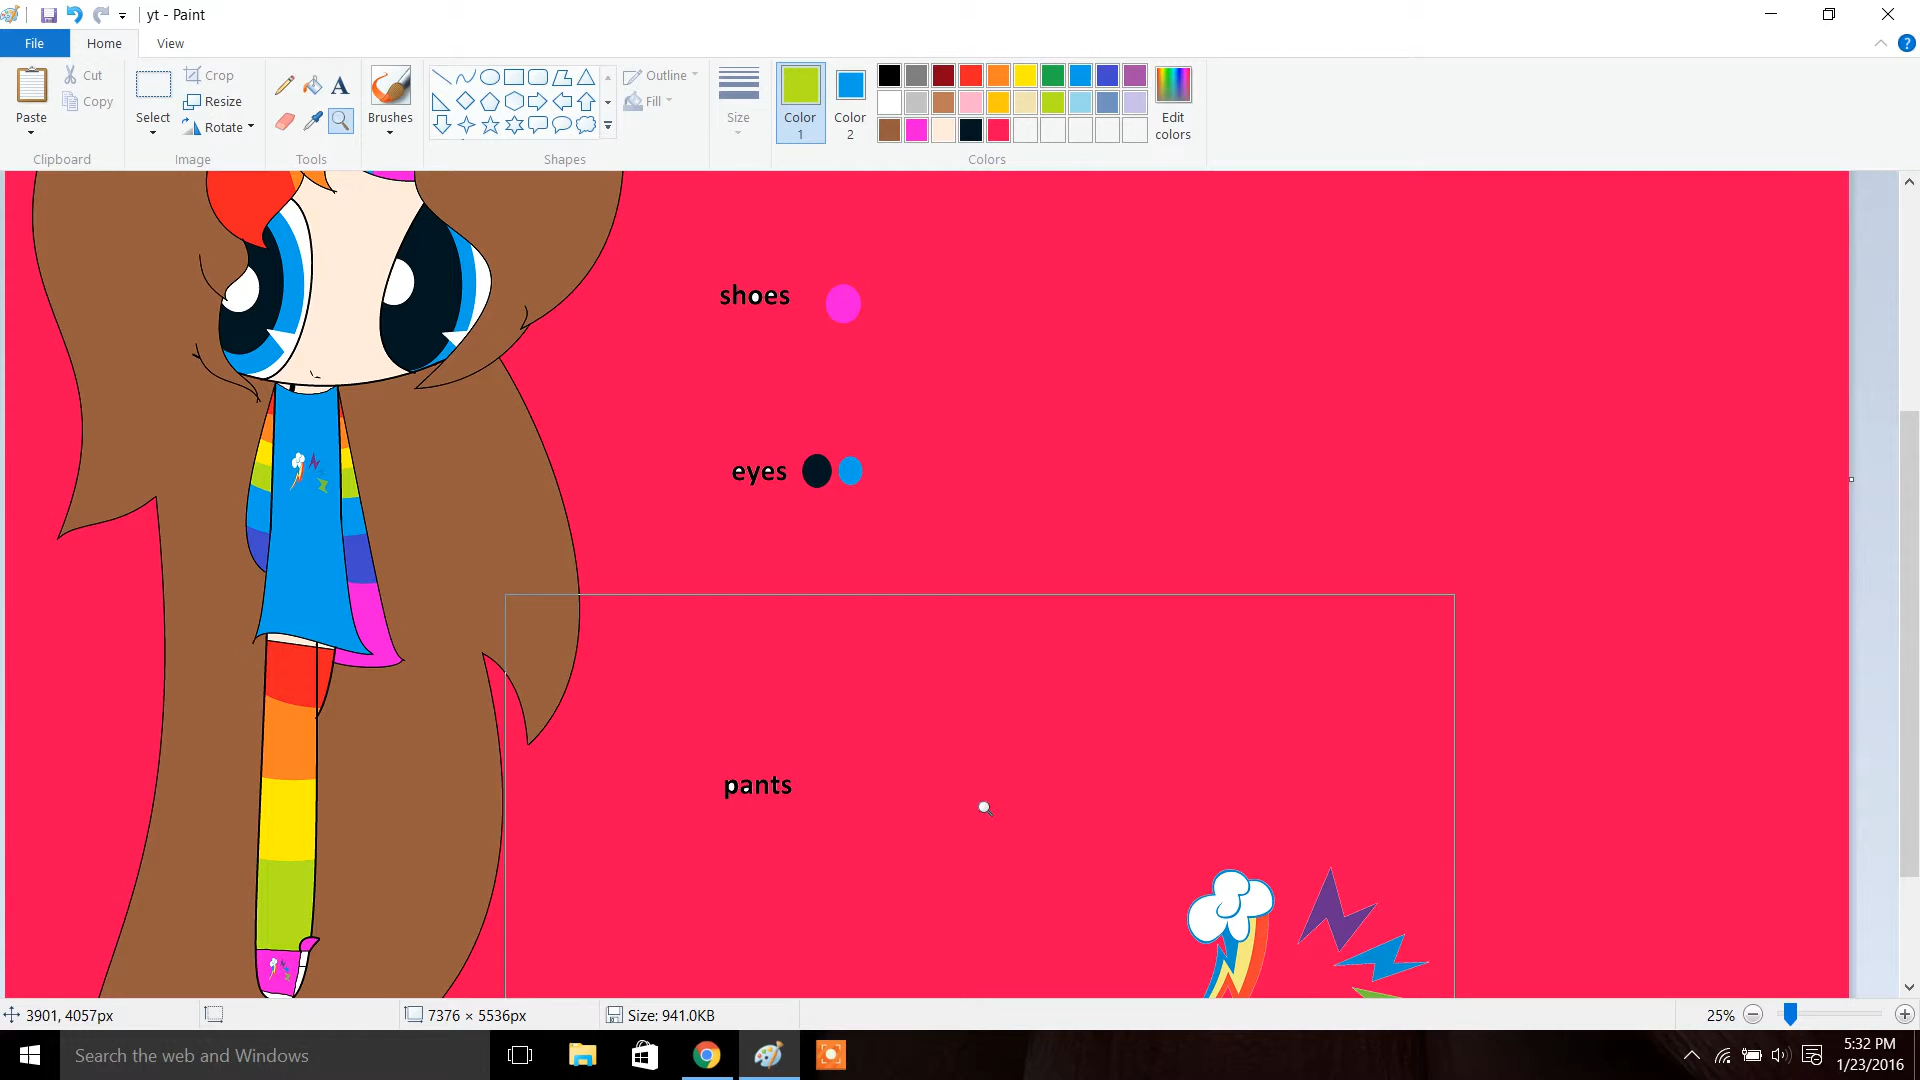 yt - Paint
File Home View
Paste
Cut
Copy
Clipboard
Select
Crop
Resize
Rotate
Image
A
Tools
Brushes
Shapes
Outline
Fill
Size
Color 1
Color 2
Edit colors
Colors
shoes
eyes
pants
3901, 4057px
7376 × 5536px
Size: 941.0KB
25%
Search the web and Windows
5:32 PM
1/23/2016